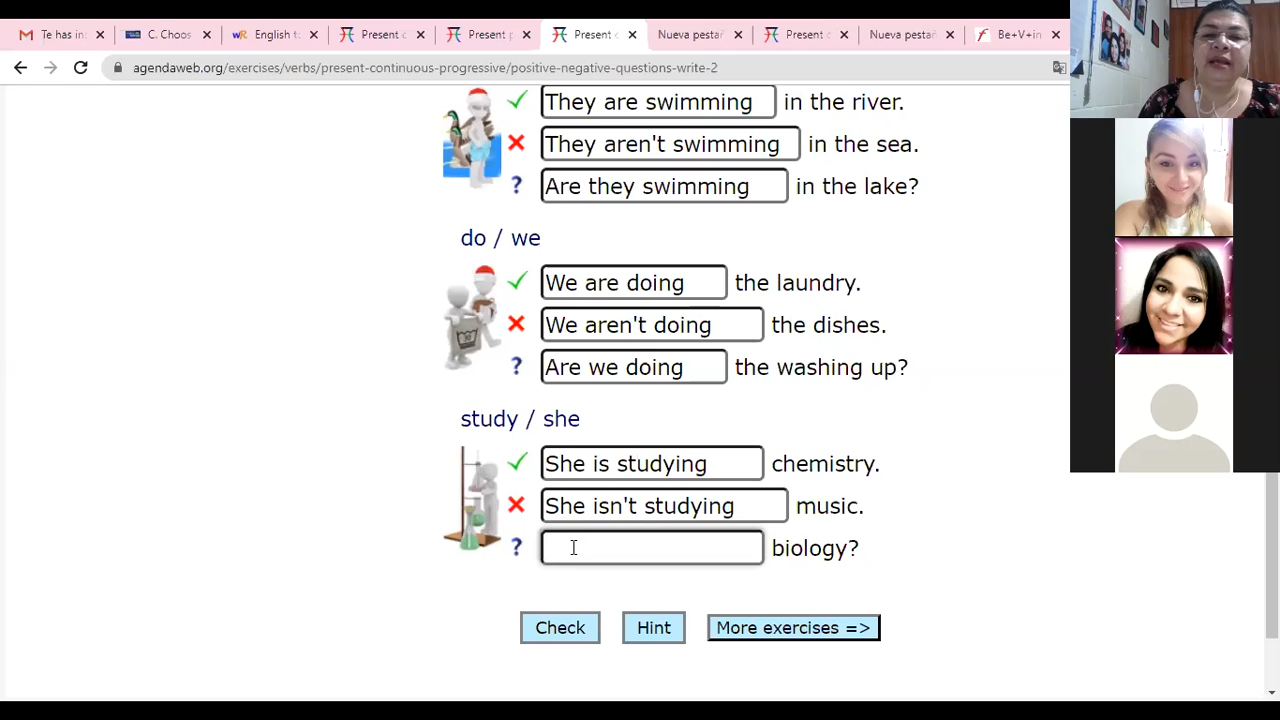 Te has in
C. Choos
English to
Present c
Present p
Present c
Nueva pestañ
Present c
Nueva pestañ
Be+V+in
agendaweb.org/exercises/verbs/present-continuous-progressive/positive-negative-questions-write-2
They are swimming in the river.
They aren't swimming in the sea.
? Are they swimming in the lake?
do / we
We are doing the laundry.
We aren't doing the dishes.
? Are we doing the washing up?
study / she
She is studying chemistry.
She isn't studying music.
? biology?
Check Hint More exercises =>